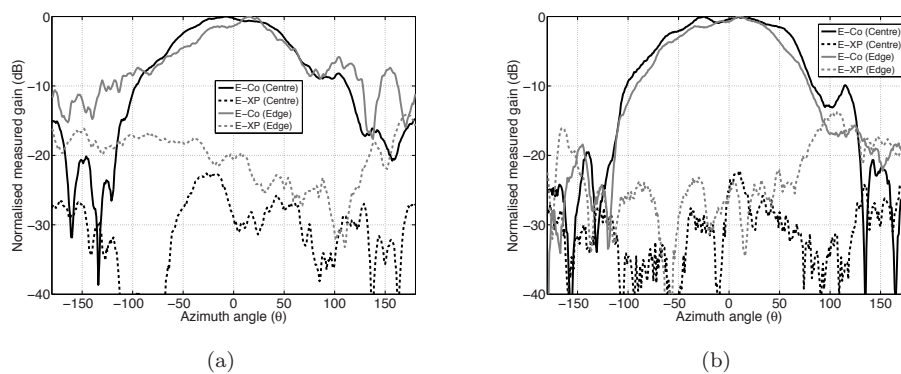 Normalised measured gain (dB)
0
−10
−20
−30
−40
−150 −100 −50 0 50 100 150
Azimuth angle (θ)
E−Co (Centre)
E−XP (Centre)
E−Co (Edge)
E−XP (Edge)
(a)
Normalised measured gain (dB)
0
−10
−20
−30
−40
−150 −100 −50 0 50 100 150
Azimuth angle (θ)
E−Co (Centre)
E−XP (Centre)
E−Co (Edge)
E−XP (Edge)
(b)